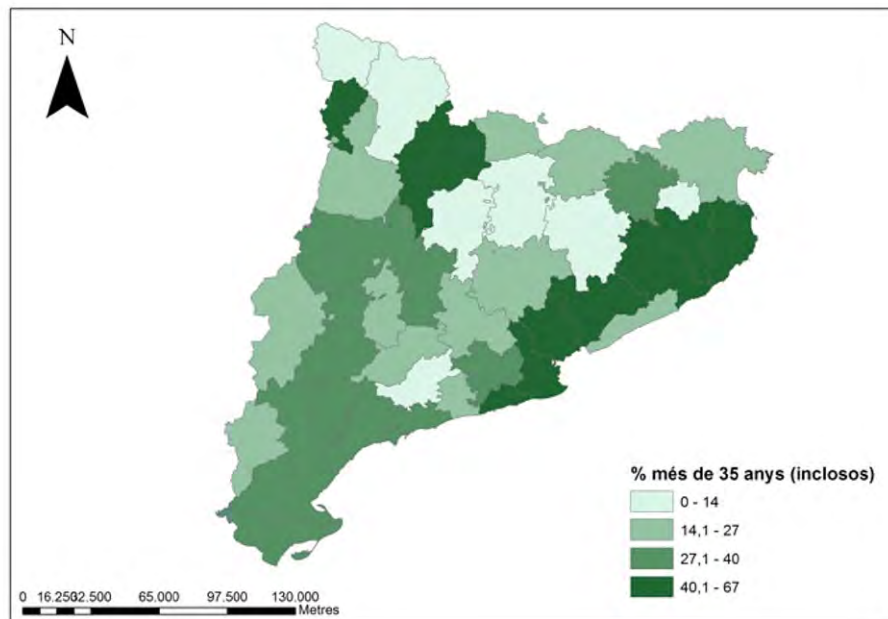 N
% més de 35 anys (inclosos)
0 - 14
14,1 - 27
27,1 - 40
40,1 - 67
0 16.250 32.500 65.000 97.500 130.000
Metres